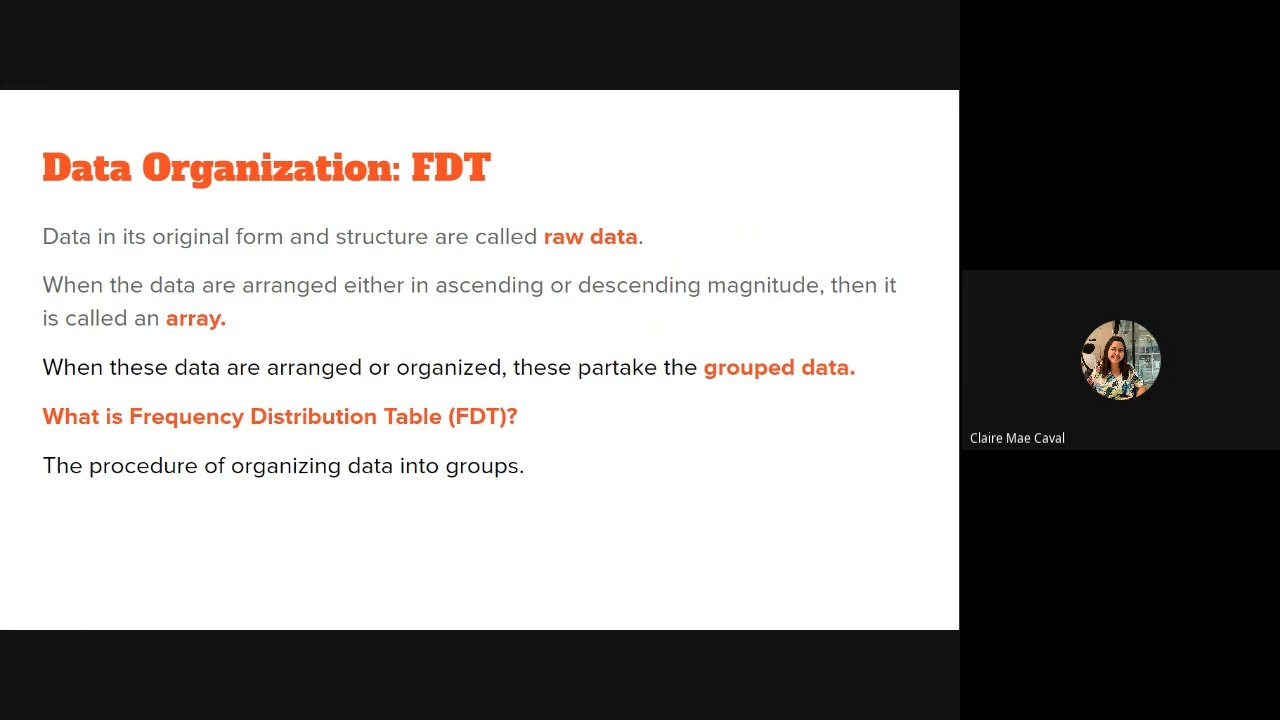 Data Organization: FDT
Data in its original form and structure are called raw data.
When the data are arranged either in ascending or descending magnitude, then it
is called an array.
When these data are arranged or organized, these partake the grouped data.
What is Frequency Distribution Table (FDT)?
The procedure of organizing data into groups.
Claire Mae Caval